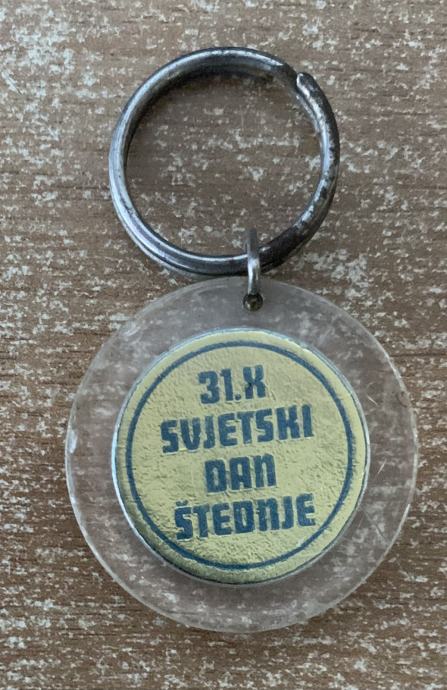 31.X
SVJETSKI
DAN
ŠTEDNJE